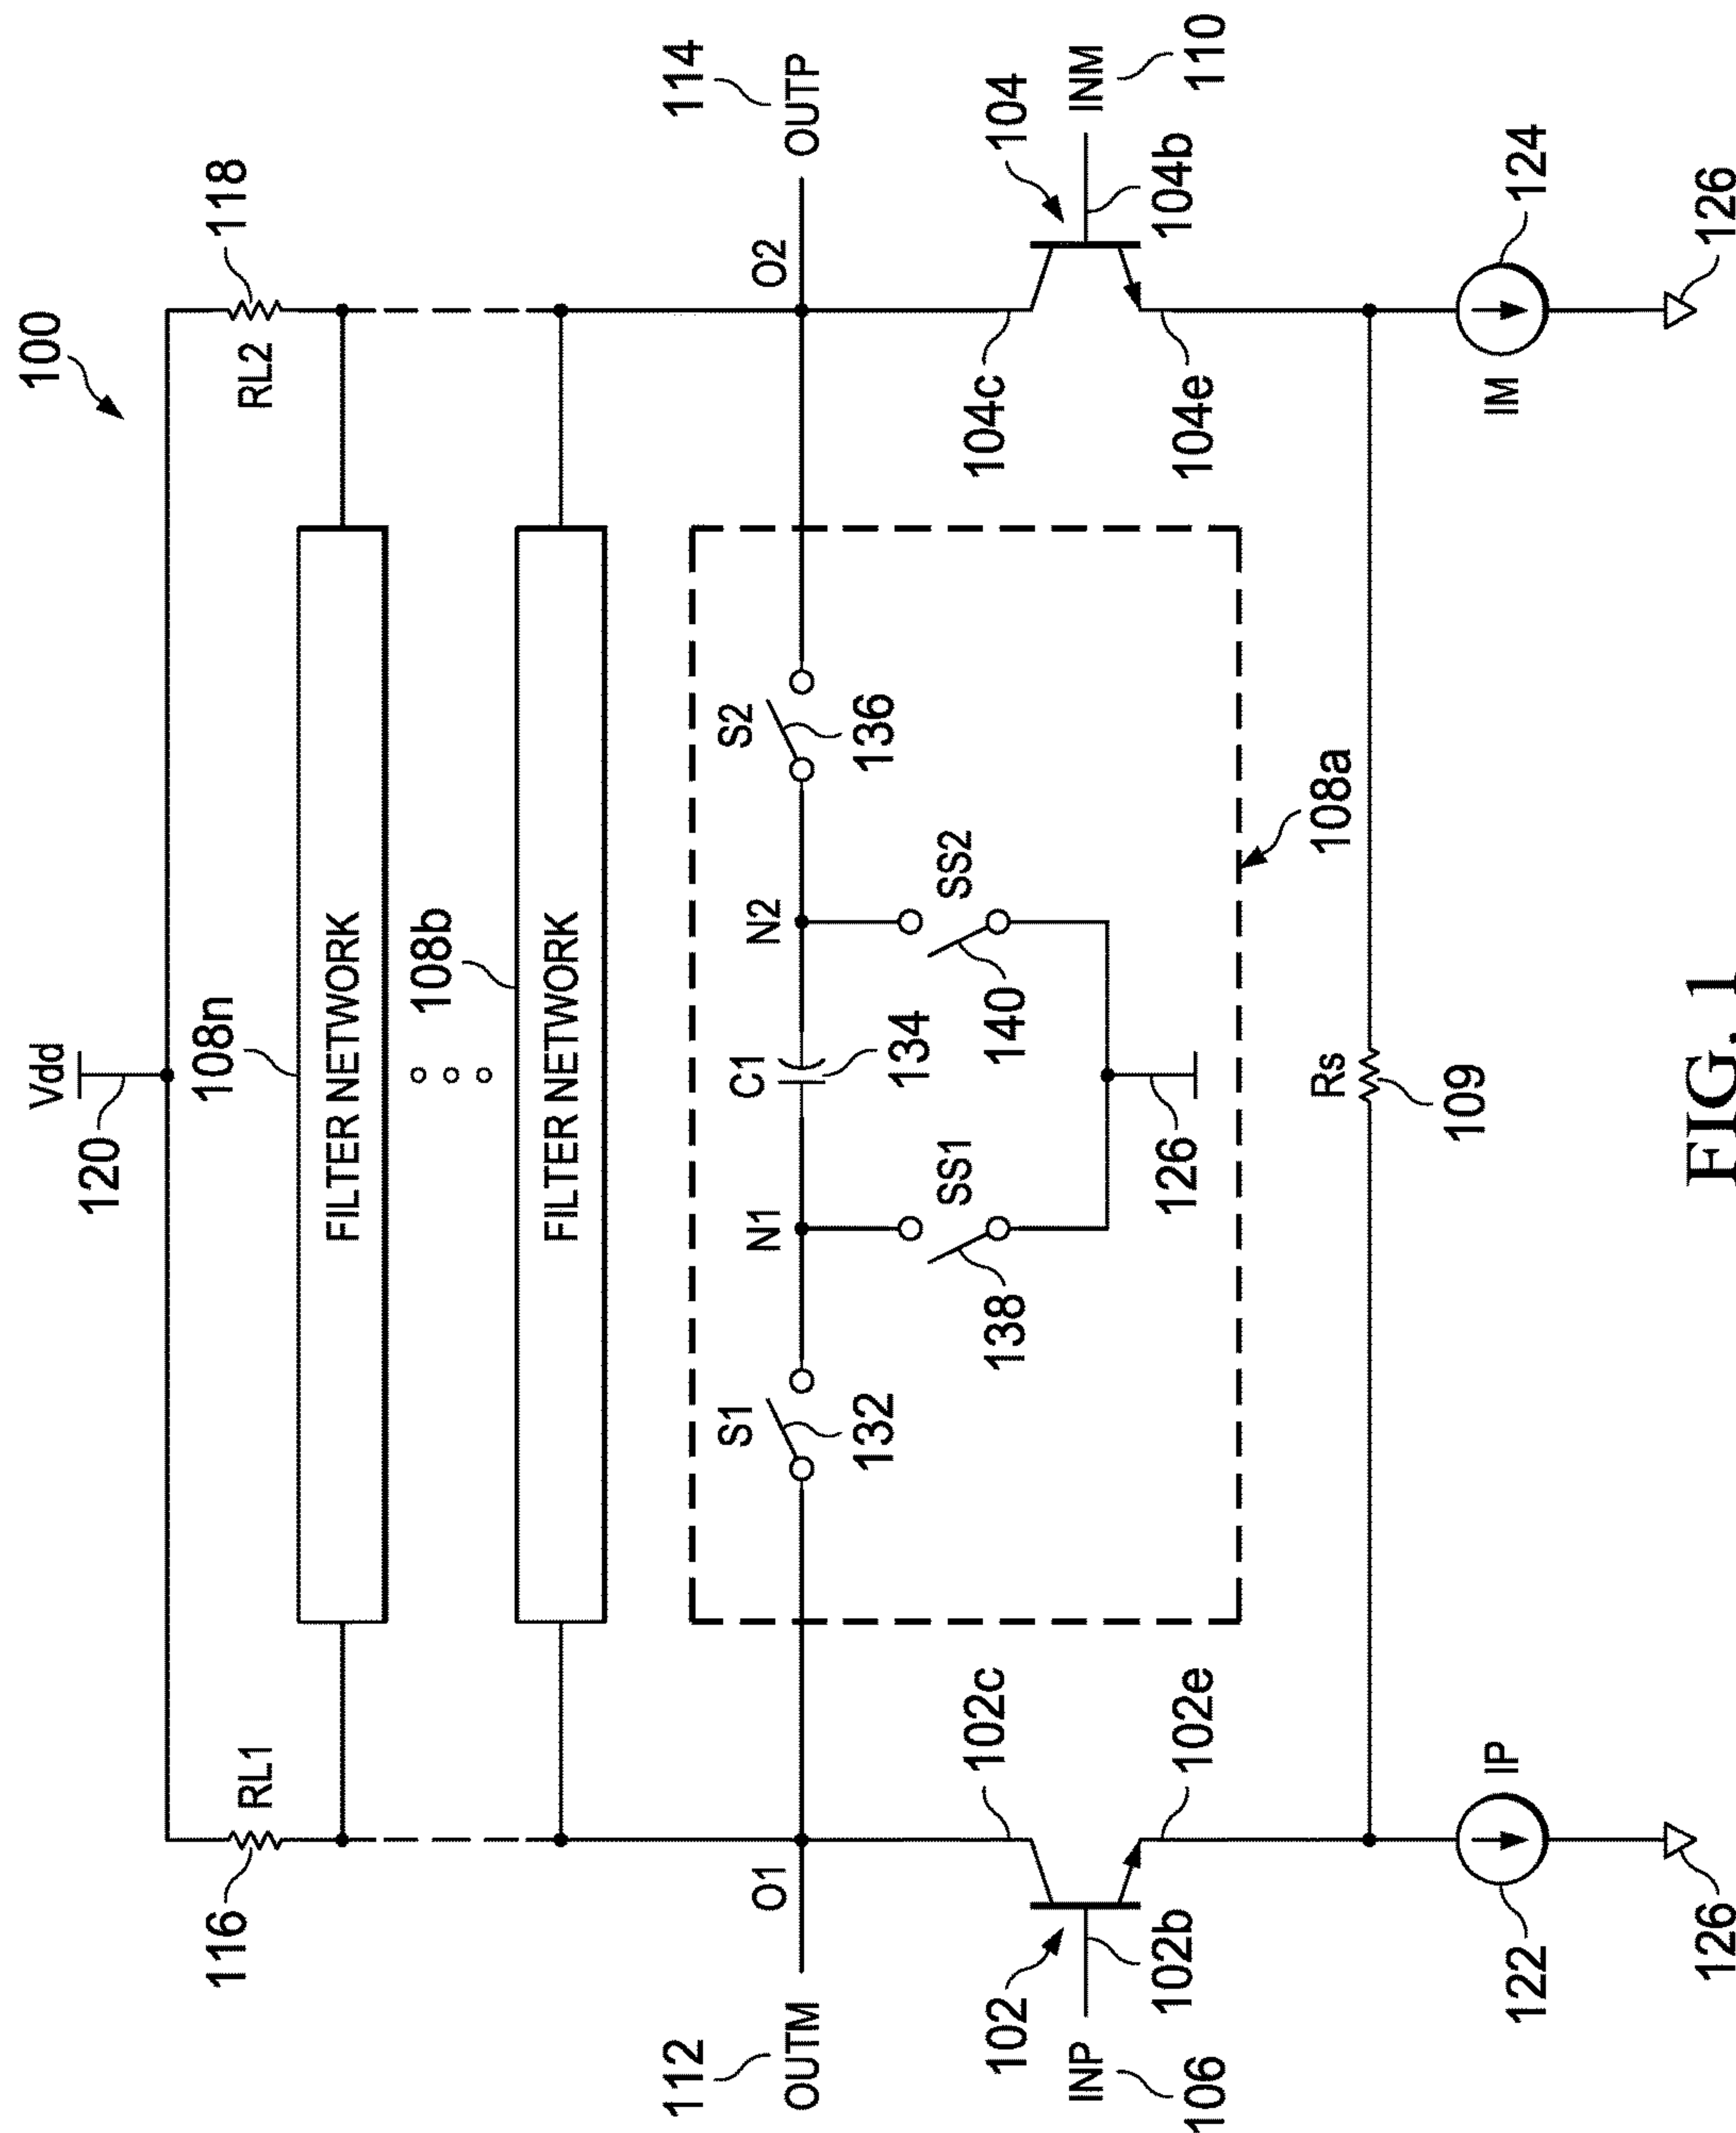 100
Vdd
120
116
RL1
RL2
118
108n
FILTER NETWORK
108b
FILTER NETWORK
112
OUTM
O1
S1
132
N1
C1
134
N2
S2
136
O2
114
OUTP
SS1
138
SS2
140
126
108a
102
INP
106
102b
102c
102e
104
INM
110
104b
104c
104e
Rs
109
122
IP
126
IM
124
126
FIG. 1